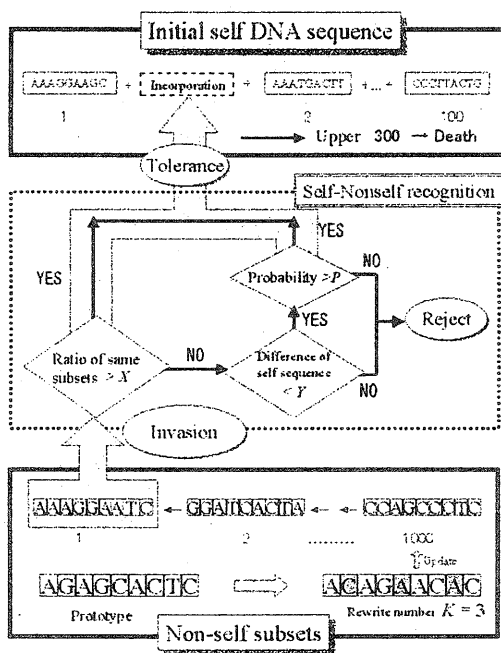 Initial self DNA sequence
AAAGGAAGC + Incorporation + AAATGACTT +...+
1 2 100
Upper 300 → Death
Tolerance
Self-Nonself recognition
YES
YES
Probability >P
NO
YES
Reject
Ratio of same
subsets > X
NO
Difference of
self sequence
< Y
NO
Invasion
AAAGGAATC
1 2 ......... 1000
Update
AGAGCACTC
ACAGAACAC
Prototype
Rewrite number K = 3
Non-self subsets